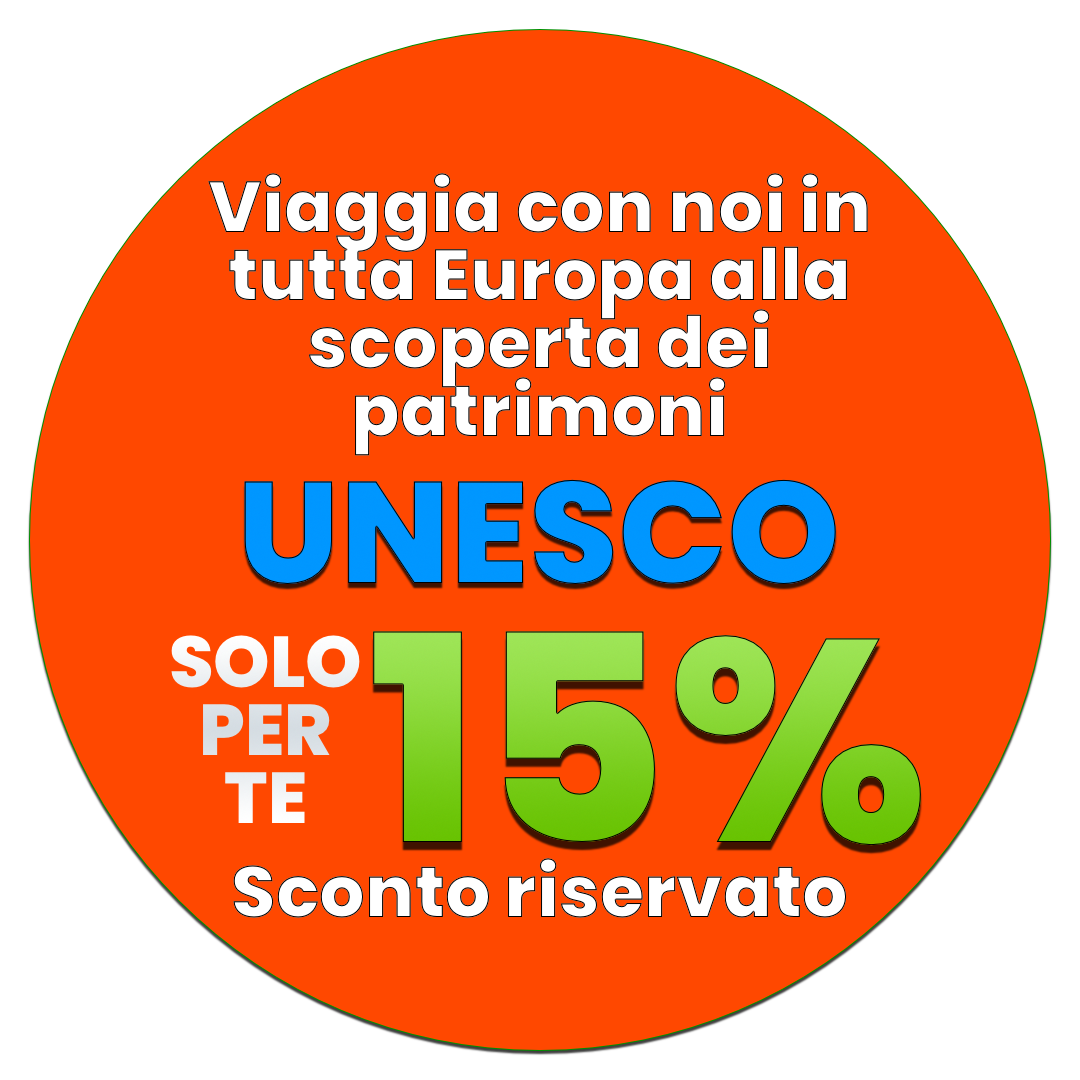 Viaggia con noi in
tutta Europa alla
scoperta dei
patrimoni
UNESCO
SOLO
PER
TE
15%
Sconto riservato